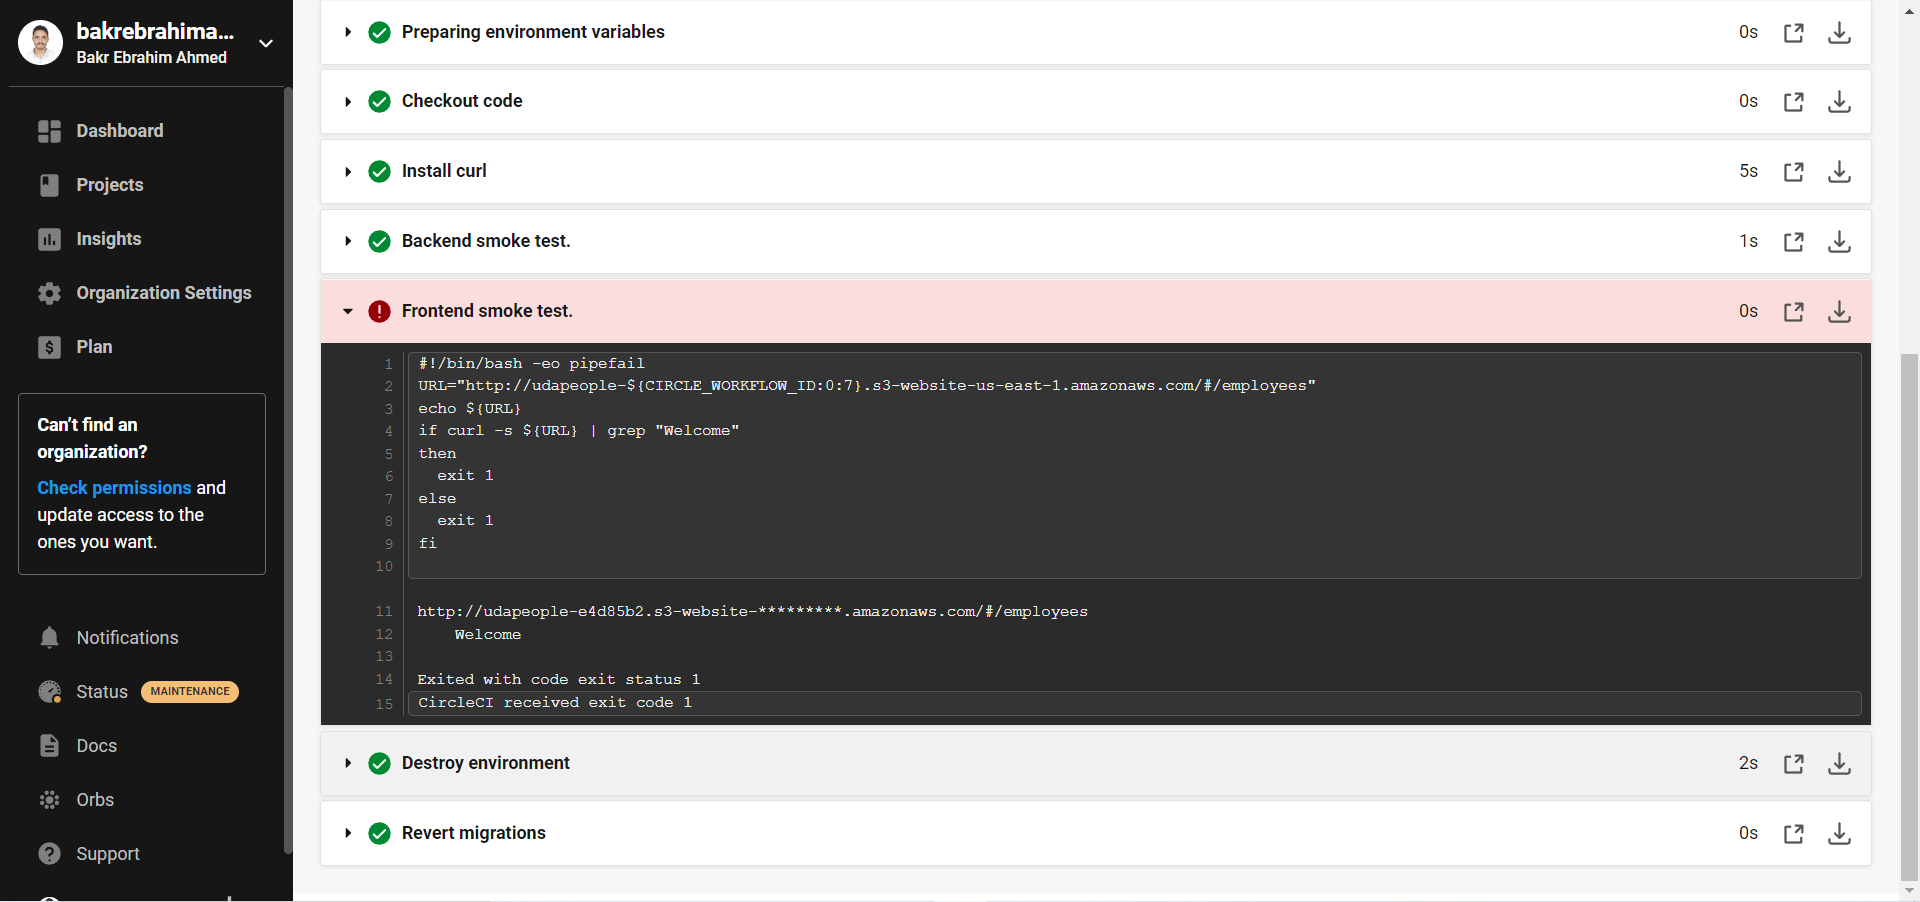 bakrebrahima...
Bakr Ebrahim Ahmed
Dashboard
Projects
Insights
Organization Settings
Plan
Can't find an
organization?
Check permissions and
update access to the
ones you want.
Notifications
Status MAINTENANCE
Docs
Orbs
Support
Preparing environment variables 0s
Checkout code 0s
Install curl 5s
Backend smoke test. 1s
Frontend smoke test. 0s
1 #!/bin/bash -eo pipefail
2 URL="http://udapeople-${CIRCLE_WORKFLOW_ID:0:7}.s3-website-us-east-1.amazonaws.com/#/employees"
3 echo ${URL}
4 if curl -s ${URL} | grep "Welcome"
5 then
6   exit 1
7 else
8   exit 1
9 fi
10
11 http://udapeople-e4d85b2.s3-website-*********.amazonaws.com/#/employees
12     Welcome
13
14 Exited with code exit status 1
15 CircleCI received exit code 1
Destroy environment 2s
Revert migrations 0s